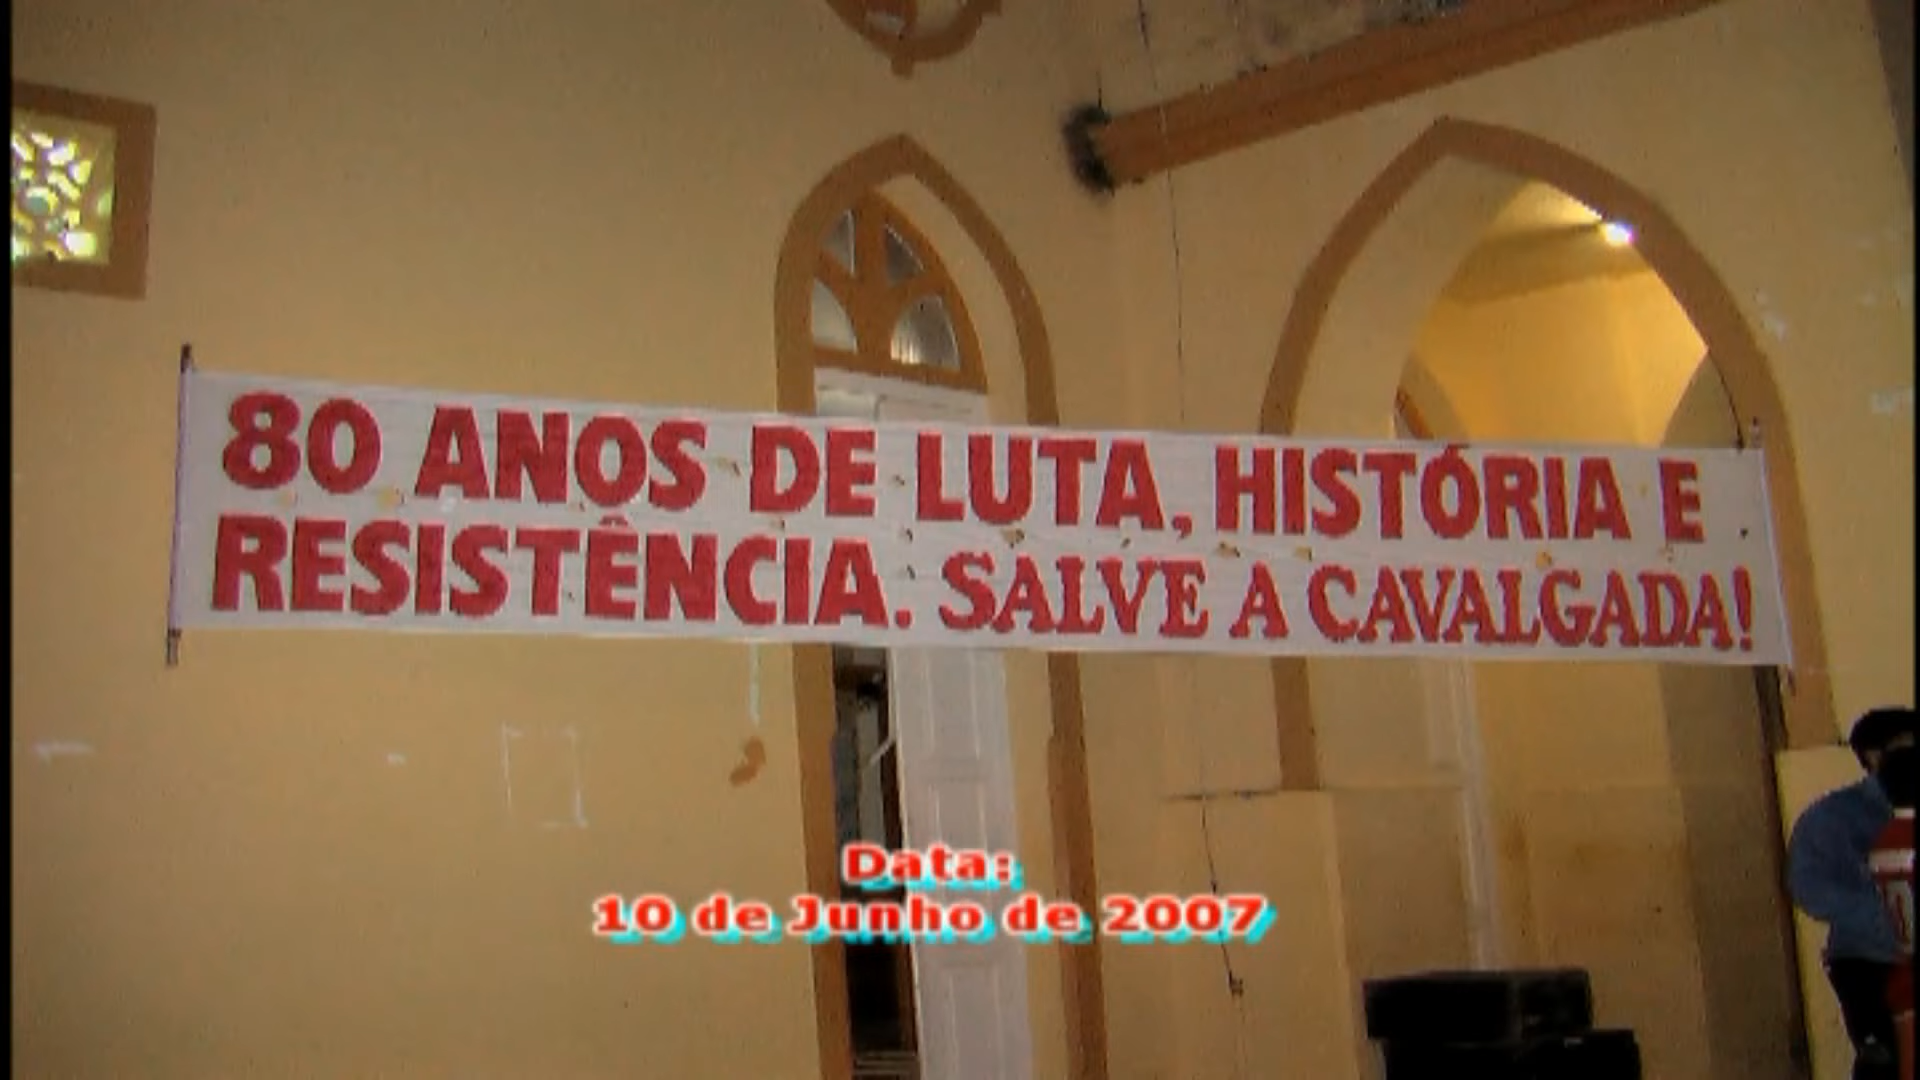 80 ANOS DE LUTA, HISTÓRIA E
RESISTÊNCIA. SALVE A CAVALGADA!
Data:
10 de Junho de 2007